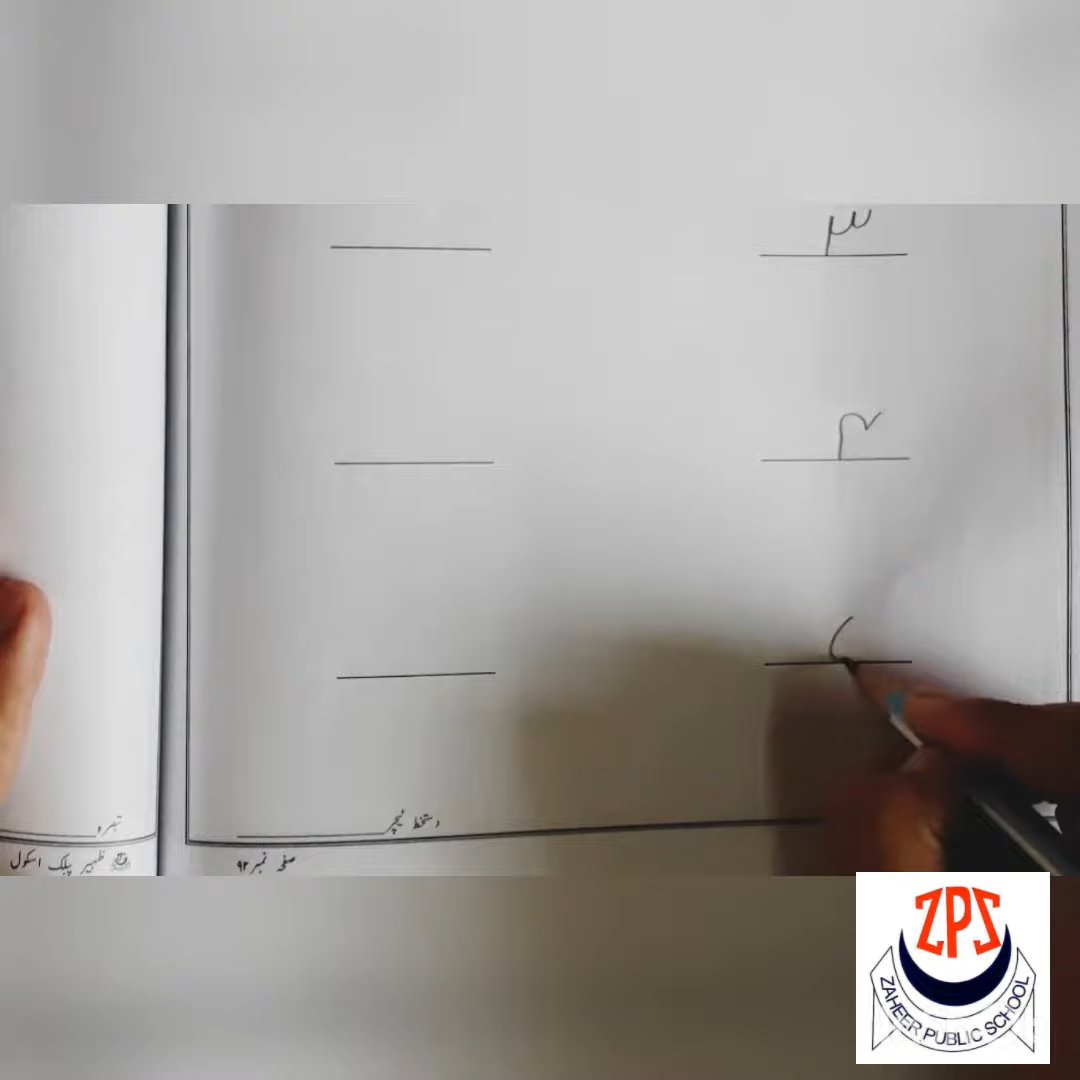 ۳
۴
دستخط ٹیچر
تبصرہ
صفحہ نمبر ۹۲
ظہیر پبلک اسکول
ZPS
ZAHEER PUBLIC SCHOOL